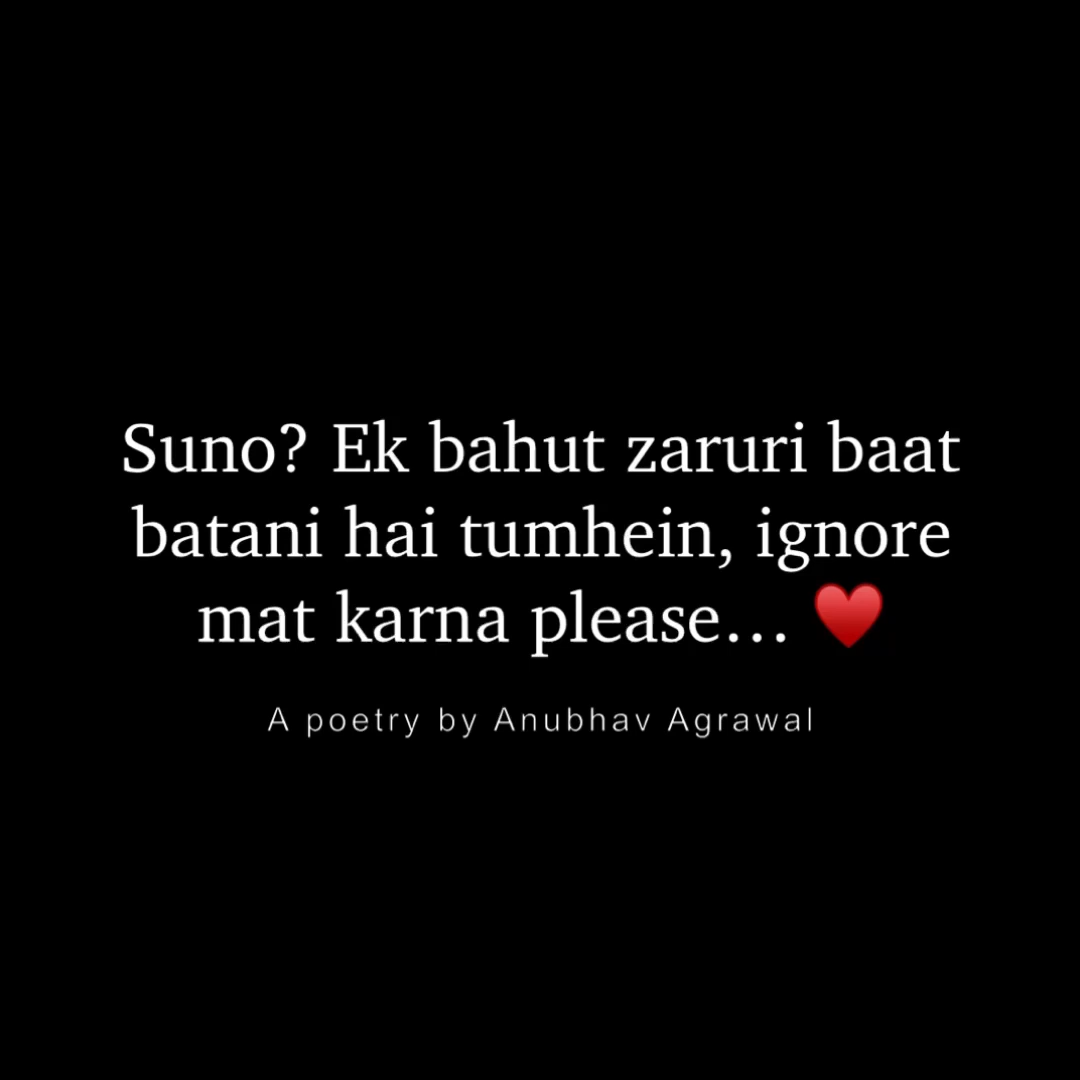 Suno? Ek bahut zaruri baat
batani hai tumhein, ignore
mat karna please... ♥️
A poetry by Anubhav Agrawal